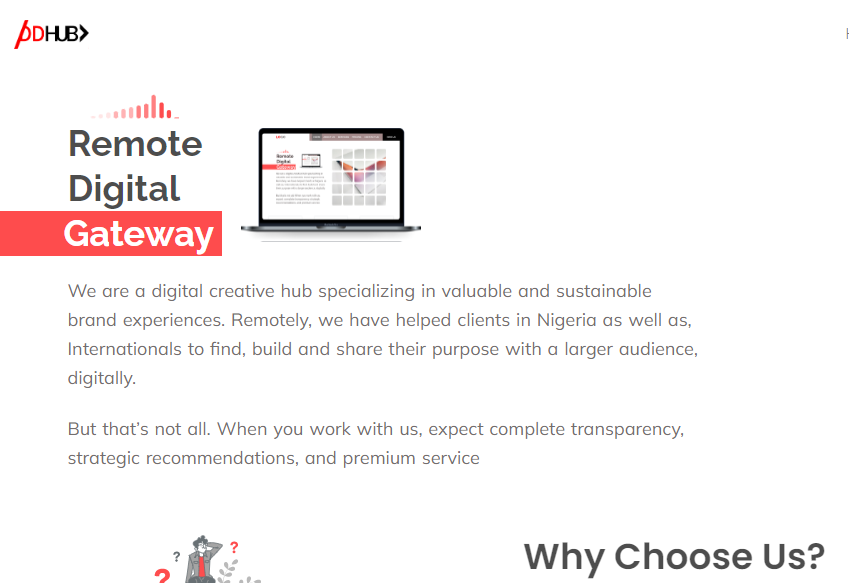 DHUB
Remote
Digital
Gateway
We are a digital creative hub specializing in valuable and sustainable
brand experiences. Remotely, we have helped clients in Nigeria as well as,
Internationals to find, build and share their purpose with a larger audience,
digitally.
But that's not all. When you work with us, expect complete transparency,
strategic recommendations, and premium service
Why Choose Us?
? ? ?